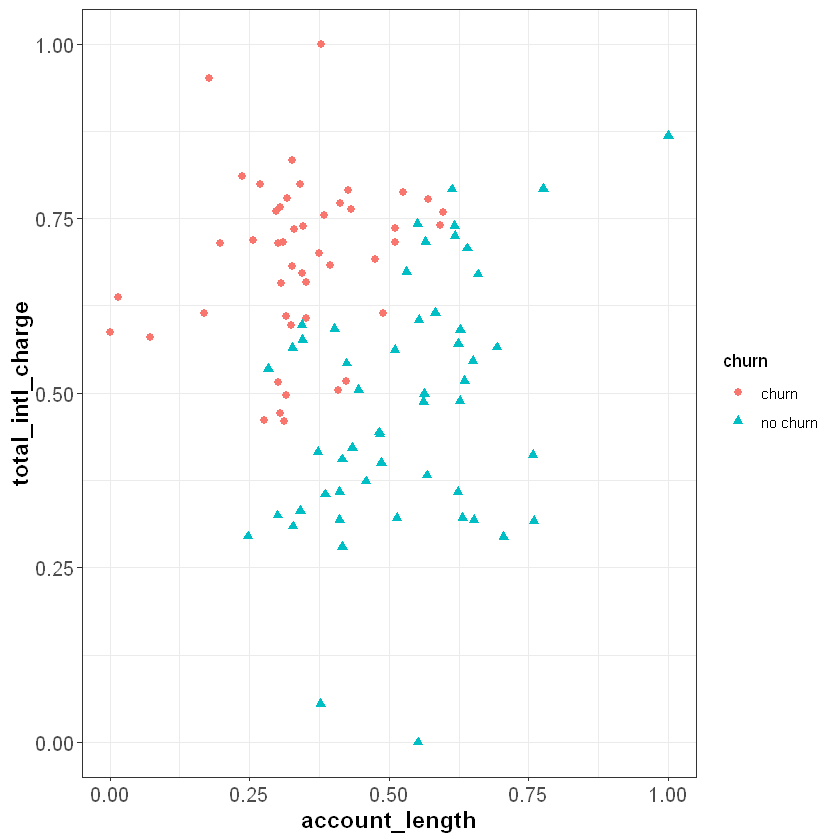 1.00
0.75
0.50
0.25
0.00
total_intl_charge
0.00 0.25 0.50 0.75 1.00
account_length
churn
churn
no churn